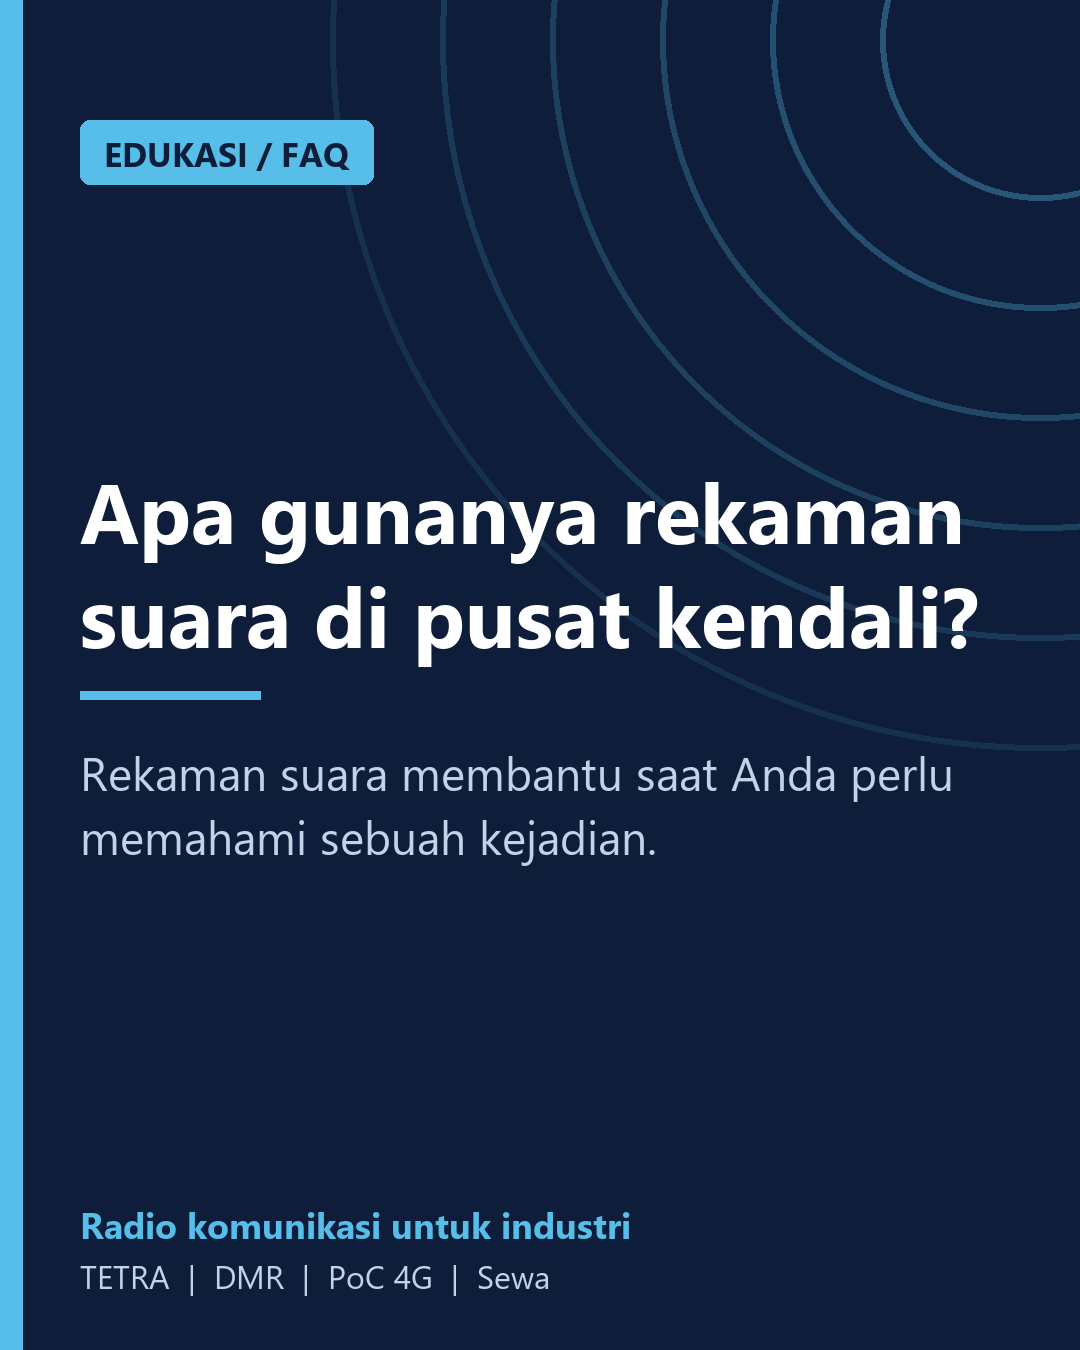 EDUKASI / FAQ
Apa gunanya rekaman
suara di pusat kendali?
Rekaman suara membantu saat Anda perlu
memahami sebuah kejadian.
Radio komunikasi untuk industri
TETRA | DMR | PoC 4G | Sewa